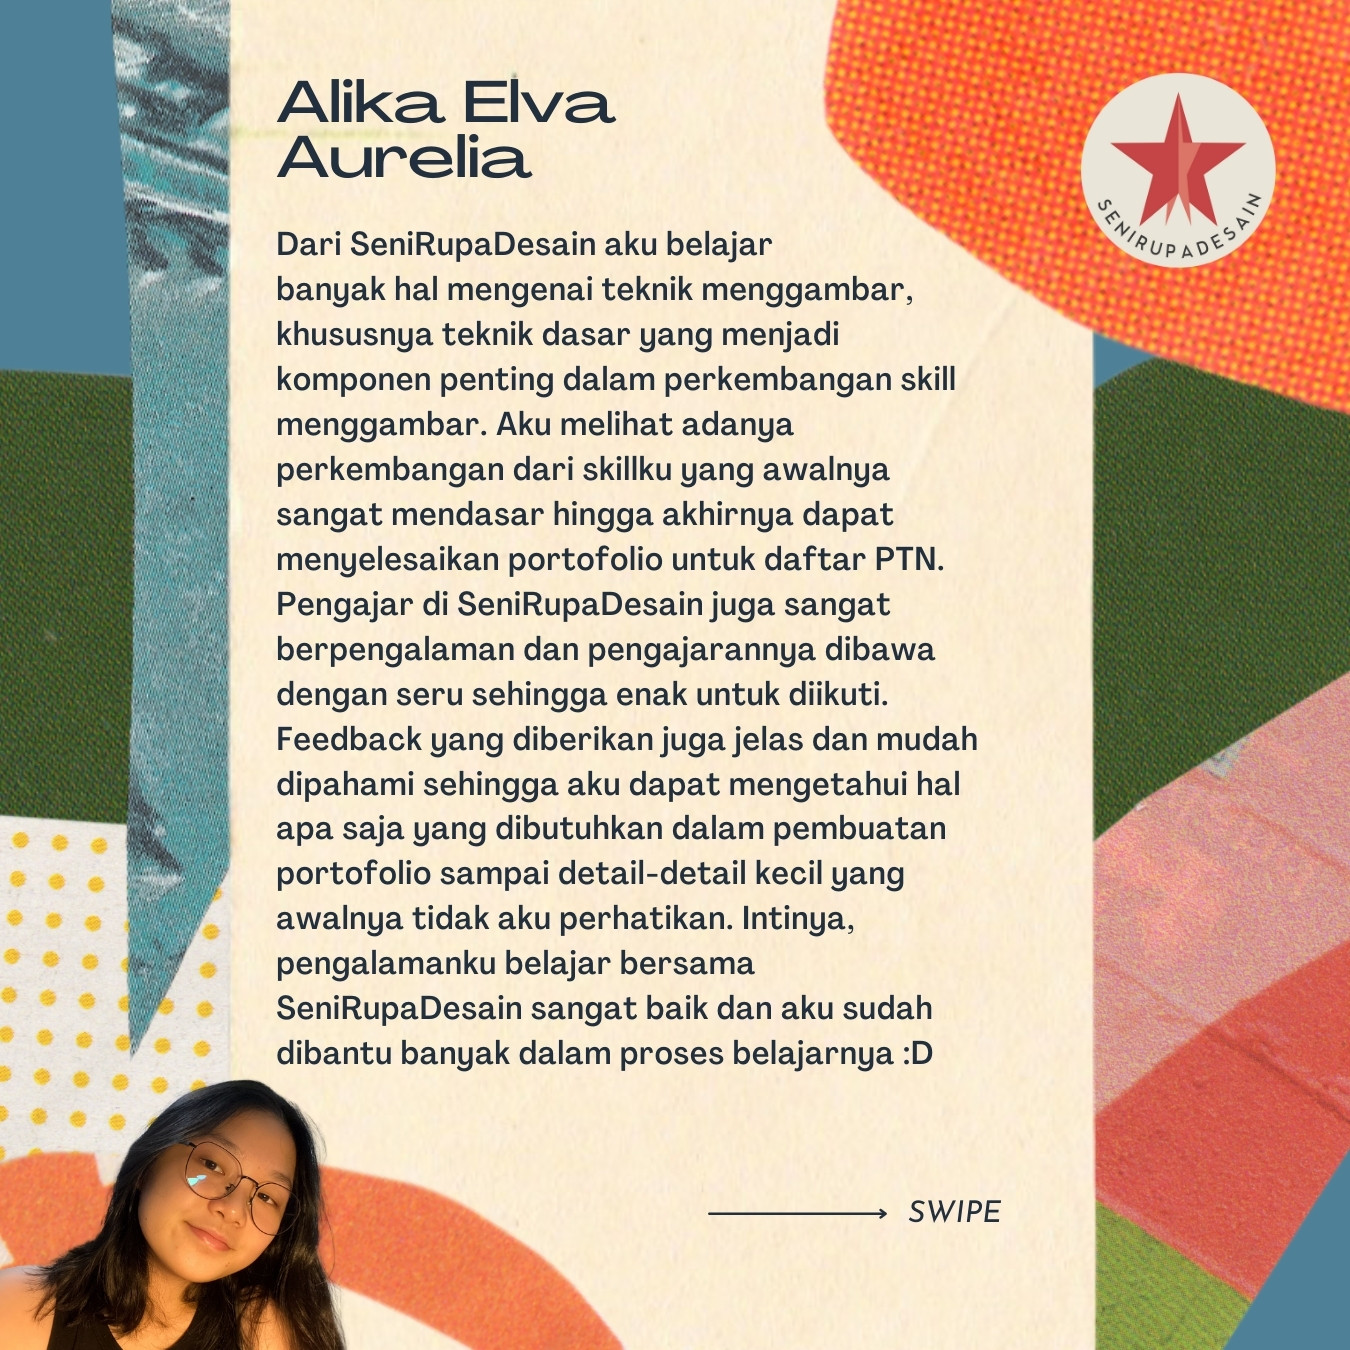 Alika Elva
Aurelia
SENIRUPADESAIN
Dari SeniRupaDesain aku belajar
banyak hal mengenai teknik menggambar,
khususnya teknik dasar yang menjadi
komponen penting dalam perkembangan skill
menggambar. Aku melihat adanya
perkembangan dari skillku yang awalnya
sangat mendasar hingga akhirnya dapat
menyelesaikan portofolio untuk daftar PTN.
Pengajar di SeniRupaDesain juga sangat
berpengalaman dan pengajarannya dibawa
dengan seru sehingga enak untuk diikuti.
Feedback yang diberikan juga jelas dan mudah
dipahami sehingga aku dapat mengetahui hal
apa saja yang dibutuhkan dalam pembuatan
portofolio sampai detail-detail kecil yang
awalnya tidak aku perhatikan. Intinya,
pengalamanku belajar bersama
SeniRupaDesain sangat baik dan aku sudah
dibantu banyak dalam proses belajarnya :D
SWIPE